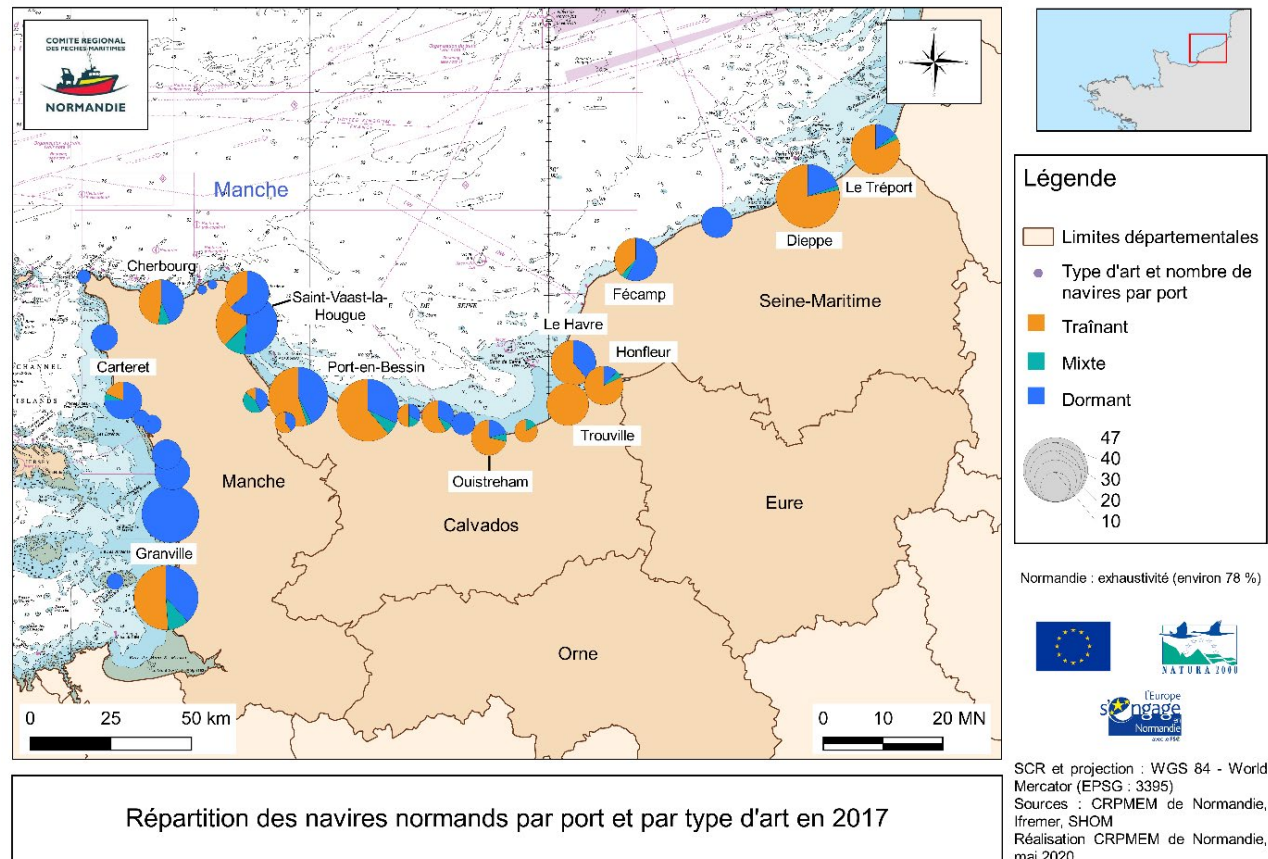 COMITE REGIONAL
DES PECHES MARITIMES
NORMANDIE
Manche
Cherbourg
Saint-Vaast-la-
Hougue
Carteret
Port-en-Bessin
Le Havre
Honfleur
Fécamp
Dieppe
Le Tréport
Seine-Maritime
Trouville
Ouistreham
Manche
Calvados
Eure
Granville
Orne
0 25 50 km
0 10 20 MN
Légende
Limites départementales
Type d'art et nombre de
navires par port
Traînant
Mixte
Dormant
47
40
30
20
10
Normandie : exhaustivité (environ 78 %)
NATURA 2000
l'Europe
s'engage
en
Normandie
SCR et projection : WGS 84 - World
Mercator (EPSG : 3395)
Sources : CRPMEM de Normandie,
Ifremer, SHOM
Réalisation CRPMEM de Normandie,
mai 2020
Répartition des navires normands par port et par type d'art en 2017